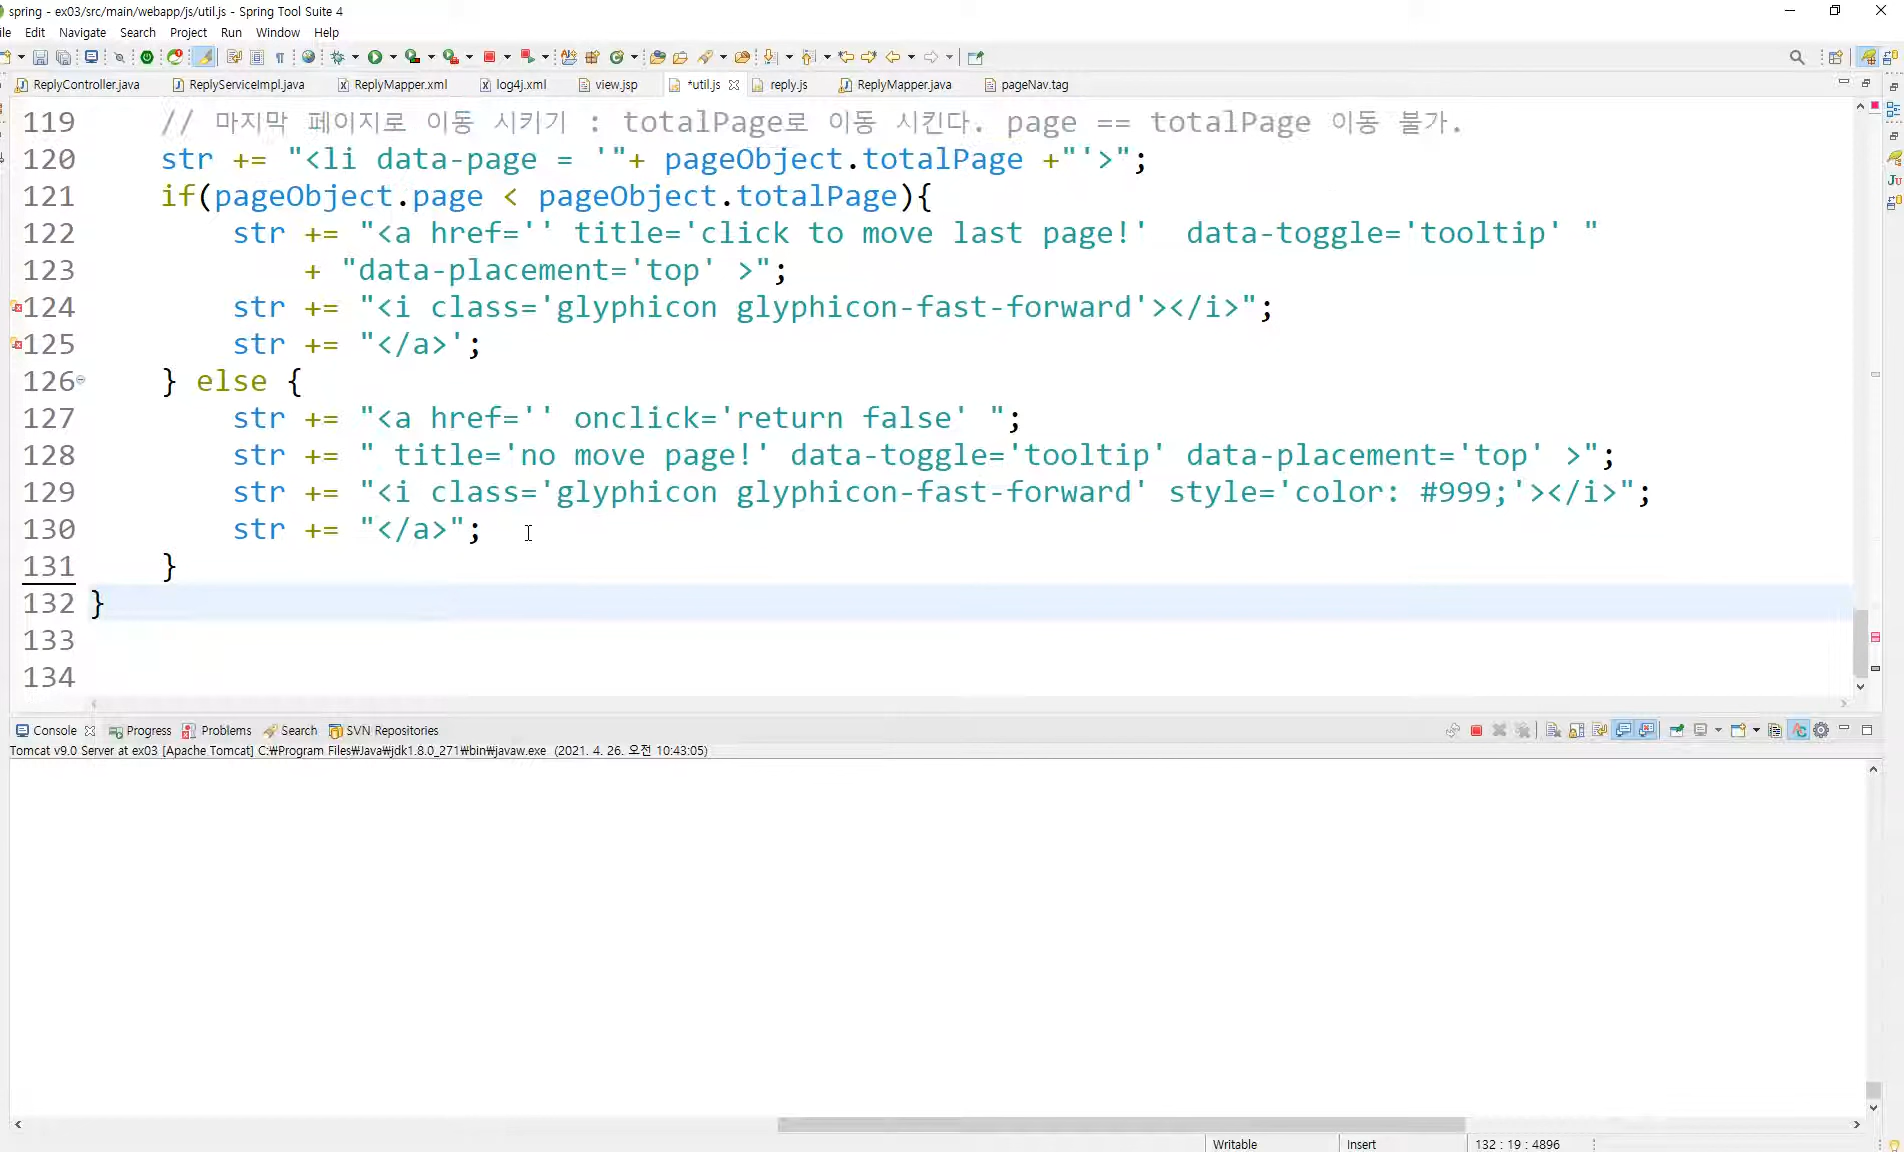 spring - ex03/src/main/webapp/js/util.js - Spring Tool Suite 4
ile Edit Navigate Search Project Run Window Help
ReplyController.java ReplyServiceImpl.java ReplyMapper.xml log4j.xml view.jsp *util.js reply.js ReplyMapper.java pageNav.tag
119 // 마지막 페이지로 이동 시키기 : totalPage로 이동 시킨다. page == totalPage 이동 불가.
120 str += "<li data-page = '"+ pageObject.totalPage +"'>";
121 if(pageObject.page < pageObject.totalPage){
122 str += "<a href='' title='click to move last page!'  data-toggle='tooltip' "
123 + "data-placement='top' >";
124 str += "<i class='glyphicon glyphicon-fast-forward'></i>";
125 str += "</a>';
126 } else {
127 str += "<a href='' onclick='return false' ";
128 str += " title='no move page!' data-toggle='tooltip' data-placement='top' >";
129 str += "<i class='glyphicon glyphicon-fast-forward' style='color: #999;'></i>";
130 str += "</a>";
131 }
132 }
133
134
Console Progress Problems Search SVN Repositories
Tomcat v9.0 Server at ex03 [Apache Tomcat] C:₩Program Files₩Java₩jdk1.8.0_271₩bin₩javaw.exe (2021. 4. 26. 오전 10:43:05)
Writable Insert 132 : 19 : 4896